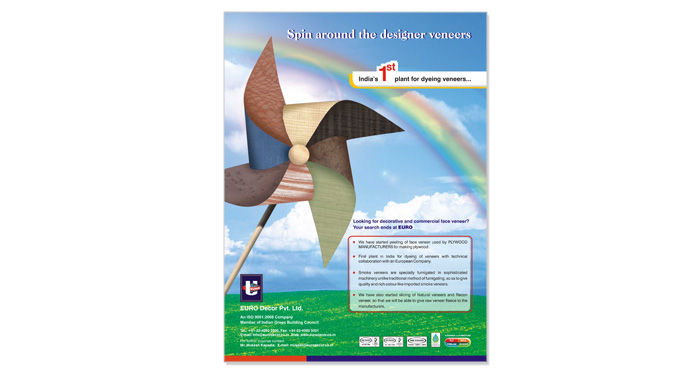 Spin around the designer veneers
India's 1st plant for dyeing veneers...
Looking for decorative and commercial face veneer?
Your search ends at EURO
We have started peeling of face veneer used by PLYWOOD
MANUFACTURERS for making plywood.
First plant in India for dyeing of veneers with technical
collaboration with an European Company.
Smoke veneers are specially fumigated in sophisticated
machinery unlike traditional method of fumigating, so as to give
quality and rich colour like imported smoke veneers.
We have also started slicing of Natural veneers and Recon
veneer, so that we will be able to give raw veneer fleece to the
manufacturers.
EURO Decor Pvt. Ltd.
An ISO 9001:2008 Company
Member of Indian Green Building Council